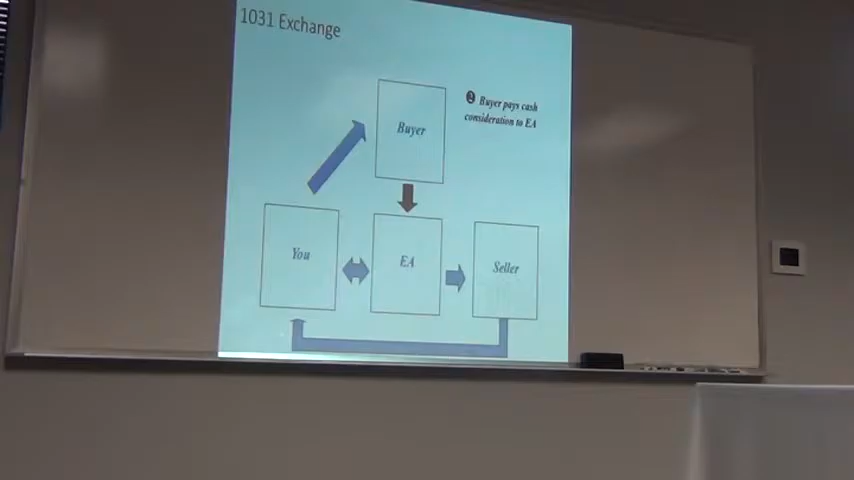 1031 Exchange
Buyer
❷ Buyer pays cash
consideration to EA
You
EA
Seller